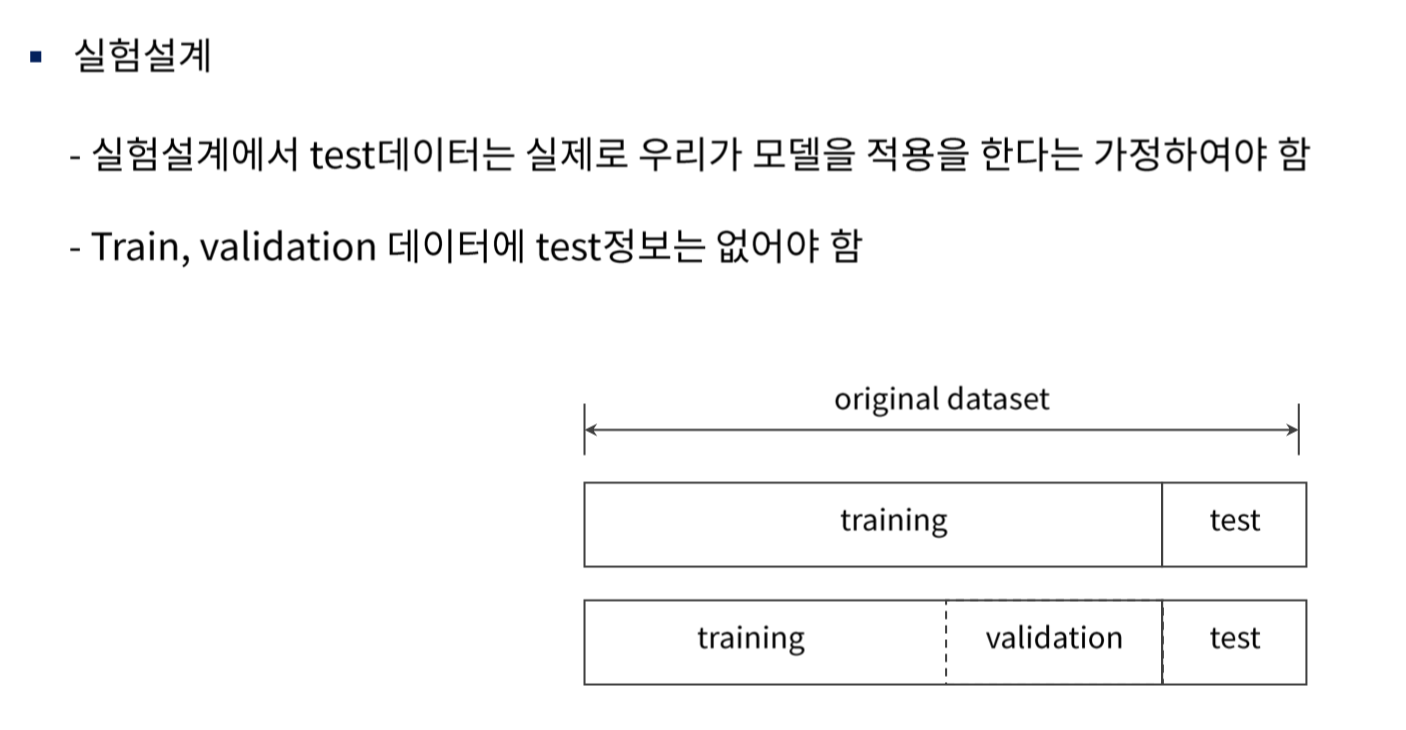 ▪ 실험설계
- 실험설계에서 test데이터는 실제로 우리가 모델을 적용을 한다는 가정하여야 함
- Train, validation 데이터에 test정보는 없어야 함
original dataset
training test
training validation test